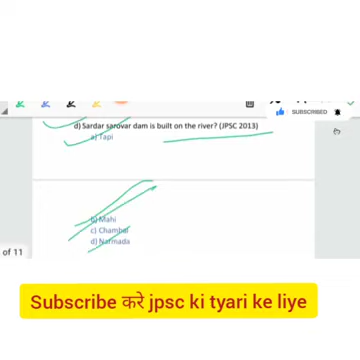 SUBSCRIBED
d) Sardar sarovar dam is built on the river? (JPSC 2013)
a) Tapi
b) Mahi
c) Chambal
d) Narmada
of 11
Subscribe करे jpsc ki tyari ke liye